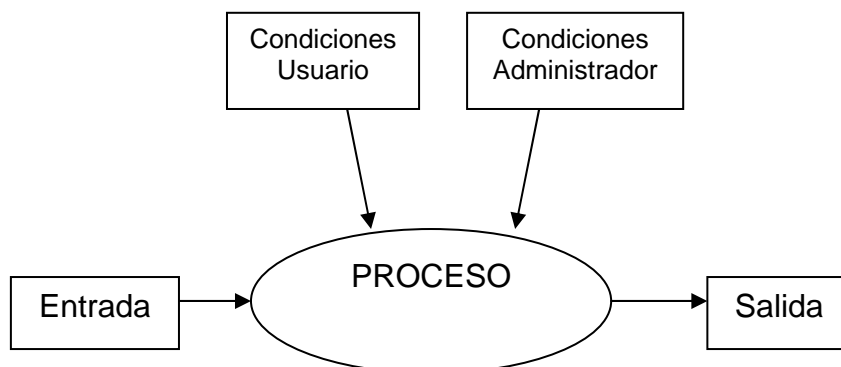 Condiciones
Usuario
Condiciones
Administrador
PROCESO
Entrada
Salida